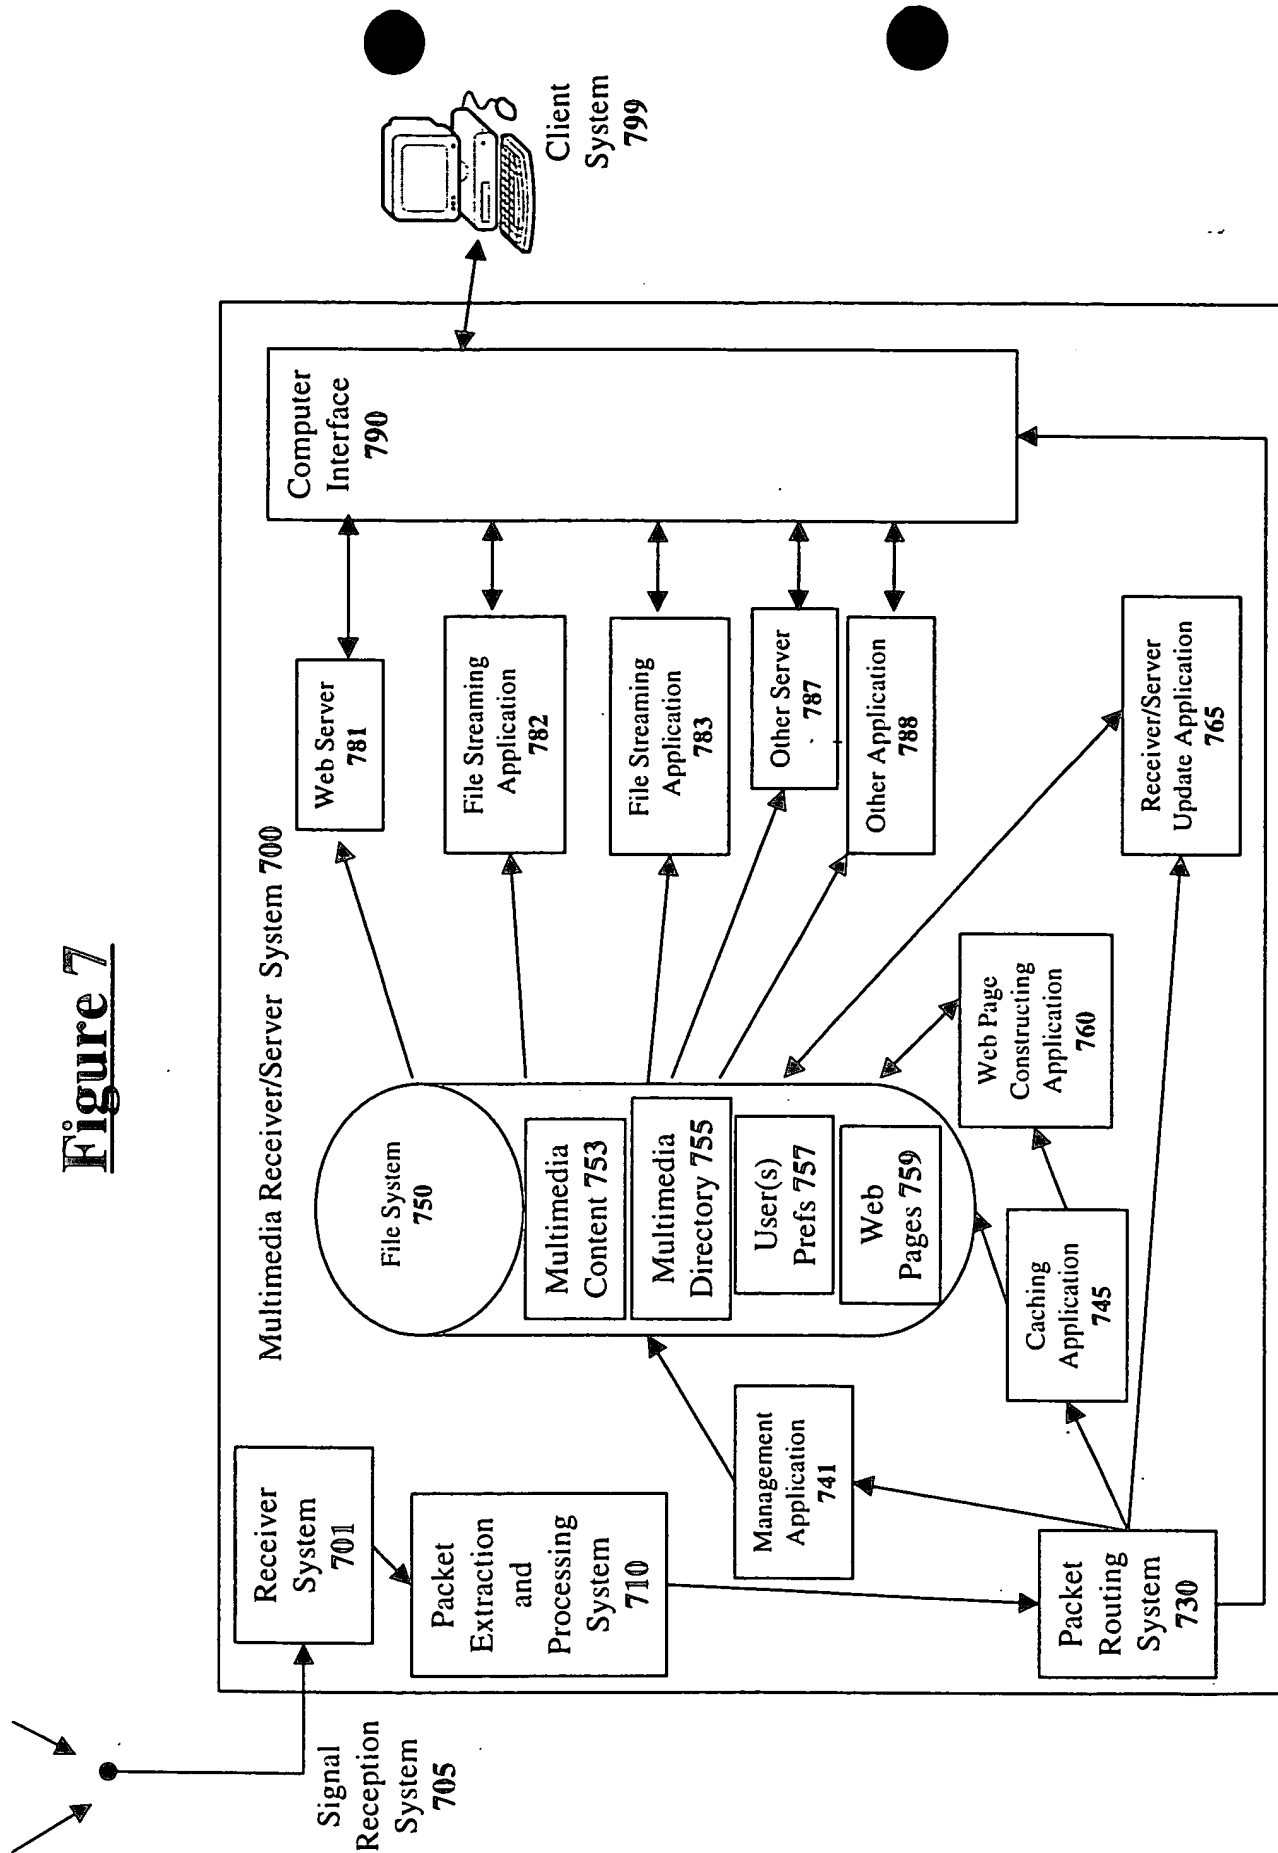 Figure 7
Multimedia Receiver/Server System 700
Signal
Reception
System
705
Receiver
System
701
Packet
Extraction
and
Processing
System
710
Packet
Routing
System
730
Management
Application
741
Caching
Application
745
File System
750
Multimedia
Content 753
Multimedia
Directory 755
User(s)
Prefs 757
Web
Pages 759
Web Page
Constructing
Application
760
Receiver/Server
Update Application
765
Web Server
781
File Streaming
Application
782
File Streaming
Application
783
Other Server
787
Other Application
788
Computer
Interface
790
Client
System
799